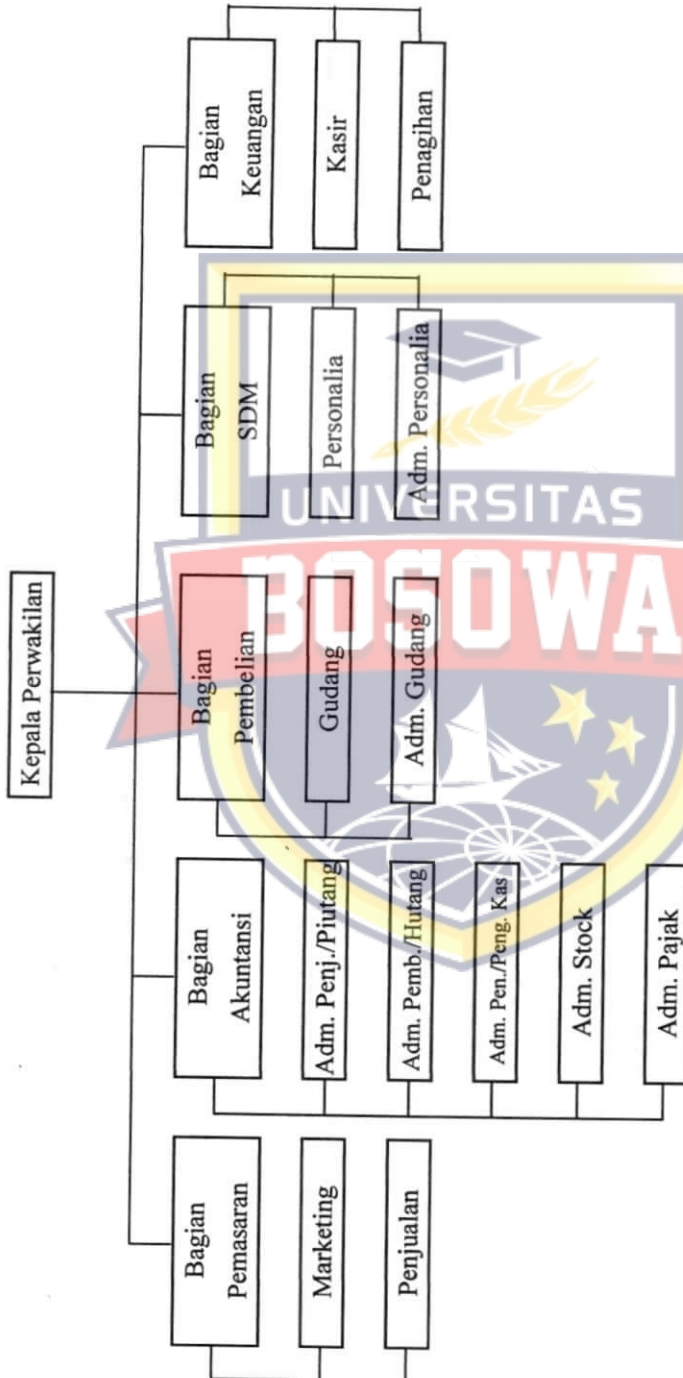 Kepala Perwakilan
Bagian
Pemasaran
Marketing
Penjualan
Bagian
Akuntansi
Adm. Penj./Piutang
Adm. Pemb./Hutang
Adm. Pen./Peng. Kas
Adm. Stock
Adm. Pajak
Bagian
Pembelian
Gudang
Adm. Gudang
Bagian
SDM
Personalia
Adm. Personalia
Bagian
Keuangan
Kasir
Penagihan
UNIVERSITAS
BOSOWA